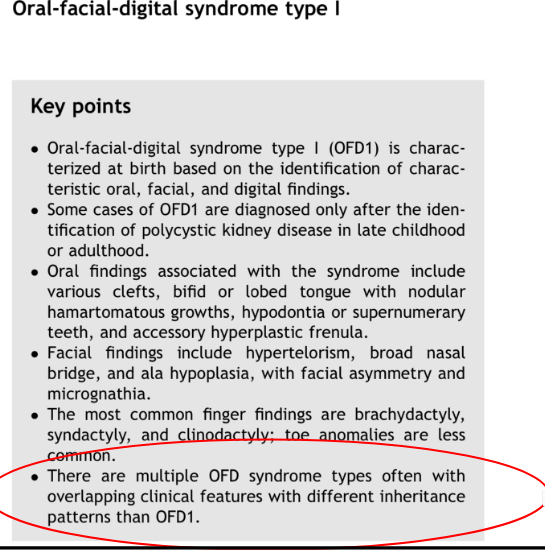 Oral-facial-digital syndrome type I
Key points
• Oral-facial-digital syndrome type I (OFD1) is charac-
terized at birth based on the identification of charac-
teristic oral, facial, and digital findings.
• Some cases of OFD1 are diagnosed only after the iden-
tification of polycystic kidney disease in late childhood
or adulthood.
• Oral findings associated with the syndrome include
various clefts, bifid or lobed tongue with nodular
hamartomatous growths, hypodontia or supernumerary
teeth, and accessory hyperplastic frenula.
• Facial findings include hypertelorism, broad nasal
bridge, and ala hypoplasia, with facial asymmetry and
micrognathia.
• The most common finger findings are brachydactyly,
syndactyly, and clinodactyly; toe anomalies are less
common.
• There are multiple OFD syndrome types often with
overlapping clinical features with different inheritance
patterns than OFD1.